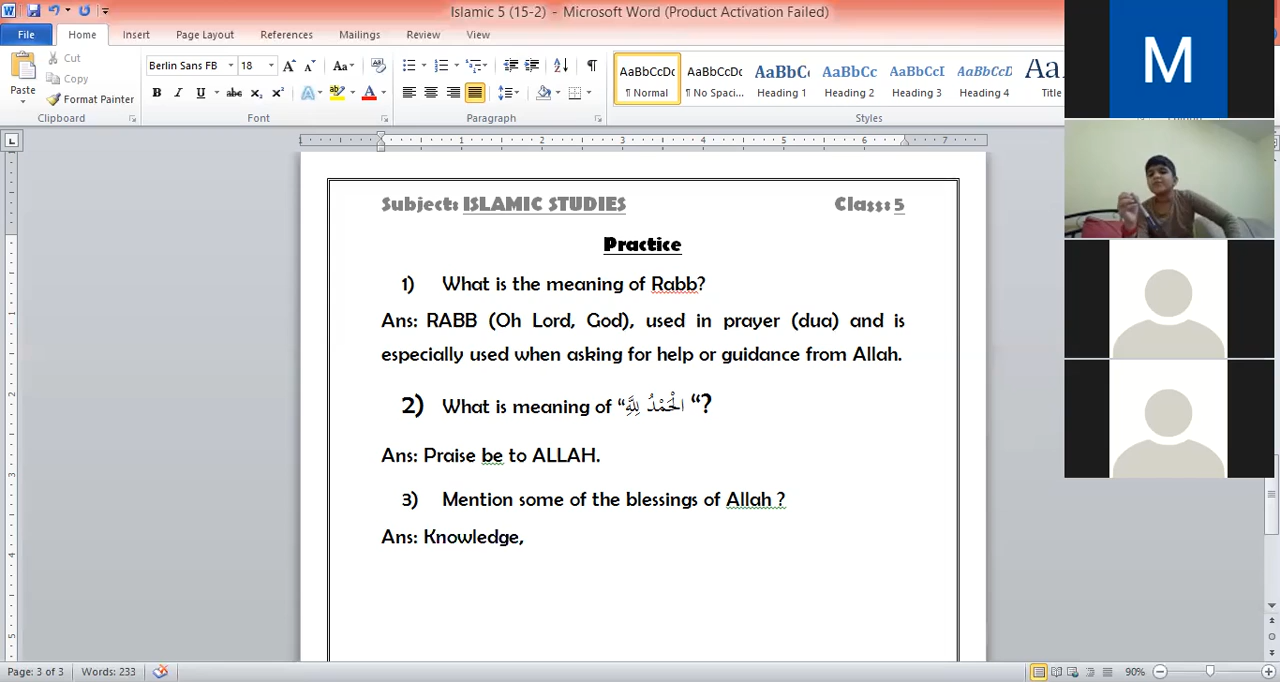 Islamic 5 (15-2) - Microsoft Word (Product Activation Failed)
File Home Insert Page Layout References Mailings Review View
Cut
Copy
Paste
Format Painter
Clipboard
Berlin Sans FB 18
Font
Paragraph
AaBbCcDc AaBbCcDc AaBbCc AaBbCc AaBbCcI AaBbCcD
¶ Normal ¶ No Spaci... Heading 1 Heading 2 Heading 3 Heading 4 Title
Styles
M
Subject: ISLAMIC STUDIES Class: 5
Practice
1) What is the meaning of Rabb?
Ans: RABB (Oh Lord, God), used in prayer (dua) and is
especially used when asking for help or guidance from Allah.
2) What is meaning of “الْحَمْدُ لِلَّهِ “?
Ans: Praise be to ALLAH.
3) Mention some of the blessings of Allah ?
Ans: Knowledge,
Page: 3 of 3 Words: 233 90%